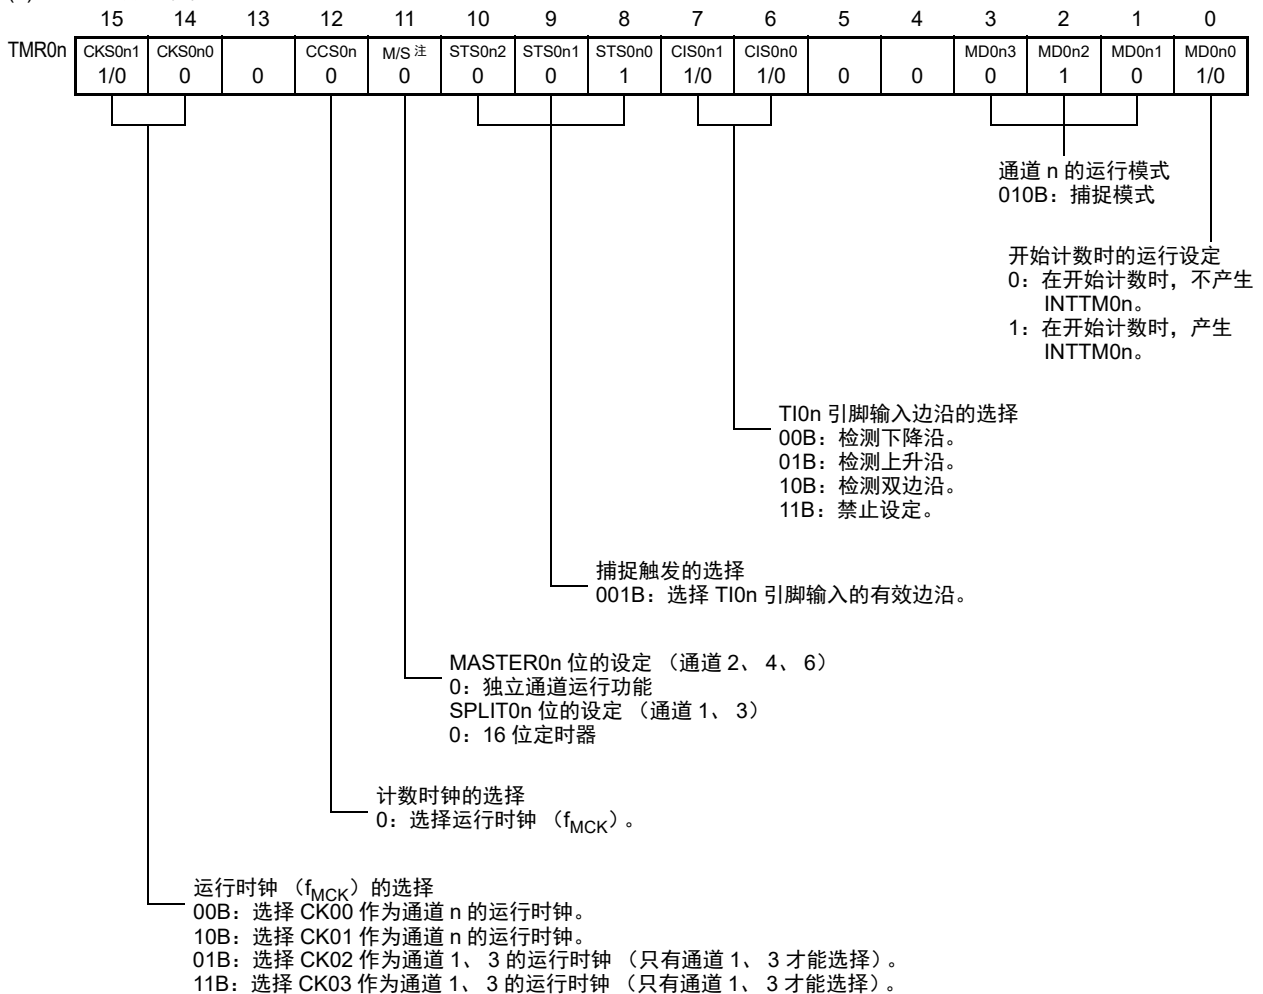 15 14 13 12 11 10 9 8 7 6 5 4 3 2 1 0
TMR0n CKS0n1 CKS0n0 CCS0n M/S 注 STS0n2 STS0n1 STS0n0 CIS0n1 CIS0n0 MD0n3 MD0n2 MD0n1 MD0n0
1/0 0 0 0 0 0 0 1 1/0 1/0 0 0 0 1 0 1/0
通道 n 的运行模式
010B：捕捉模式
开始计数时的运行设定
0：在开始计数时，不产生
INTTM0n。
1：在开始计数时，产生
INTTM0n。
TI0n 引脚输入边沿的选择
00B：检测下降沿。
01B：检测上升沿。
10B：检测双边沿。
11B：禁止设定。
捕捉触发的选择
001B：选择 TI0n 引脚输入的有效边沿。
MASTER0n 位的设定 （通道 2、 4、 6）
0：独立通道运行功能
SPLIT0n 位的设定 （通道 1、 3）
0：16 位定时器
计数时钟的选择
0：选择运行时钟 （fMCK）。
运行时钟 （fMCK）的选择
00B：选择 CK00 作为通道 n 的运行时钟。
10B：选择 CK01 作为通道 n 的运行时钟。
01B：选择 CK02 作为通道 1、 3 的运行时钟 （只有通道 1、 3 才能选择）。
11B：选择 CK03 作为通道 1、 3 的运行时钟 （只有通道 1、 3 才能选择）。